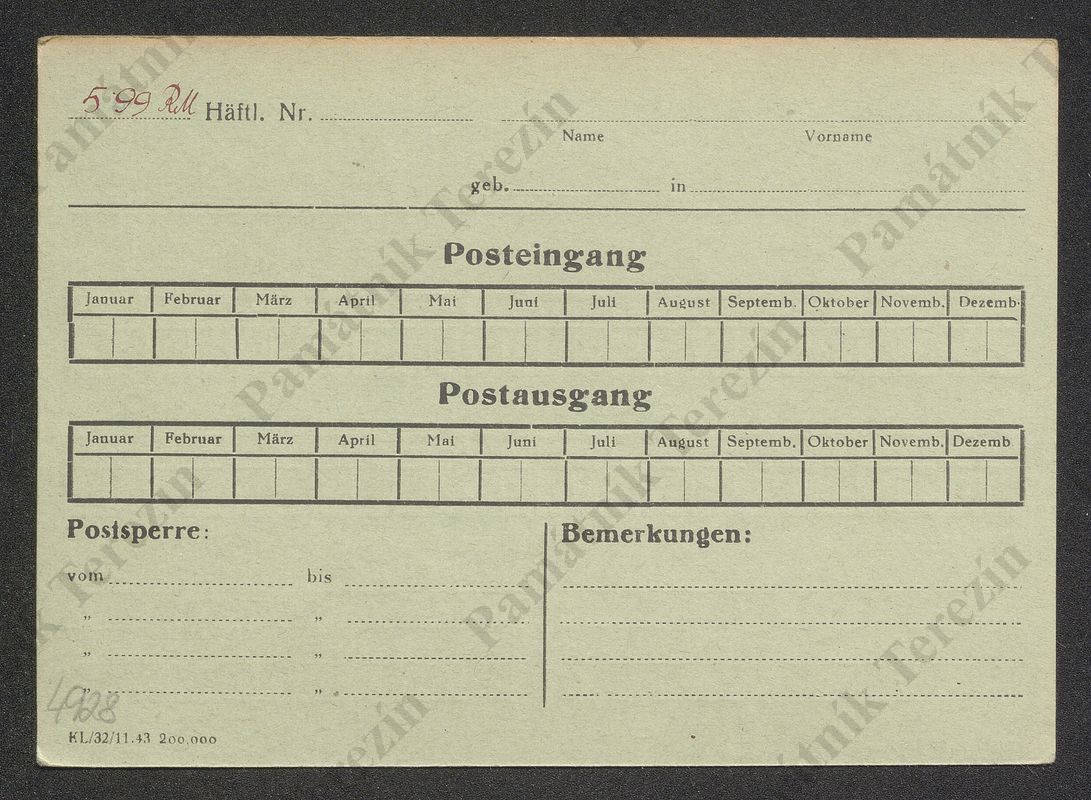 5·99 RM Häftl. Nr.
Name Vorname
geb. in
Posteingang
Januar Februar März April Mai Juni Juli August Septemb. Oktober Novemb. Dezemb.
Postausgang
Januar Februar März April Mai Juni Juli August Septemb. Oktober Novemb. Dezemb.
Postsperre: Bemerkungen:
vom bis
„ „
„ „
„ „
4928
KL/32/11.43 200,000
Památník Terezín